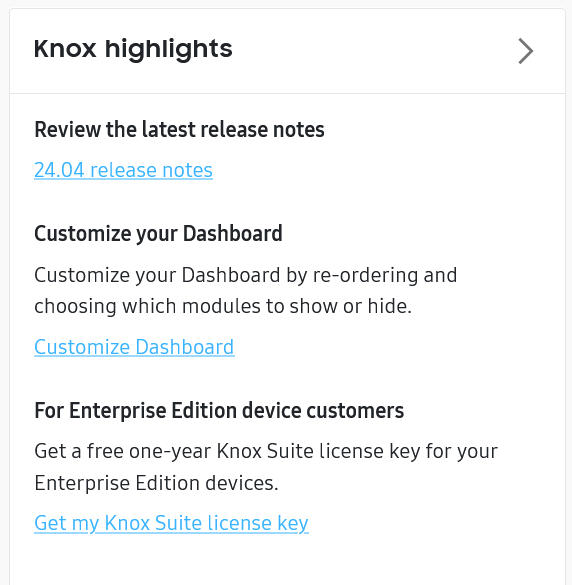 Knox highlights
Review the latest release notes
24.04 release notes
Customize your Dashboard
Customize your Dashboard by re-ordering and
choosing which modules to show or hide.
Customize Dashboard
For Enterprise Edition device customers
Get a free one-year Knox Suite license key for your
Enterprise Edition devices.
Get my Knox Suite license key